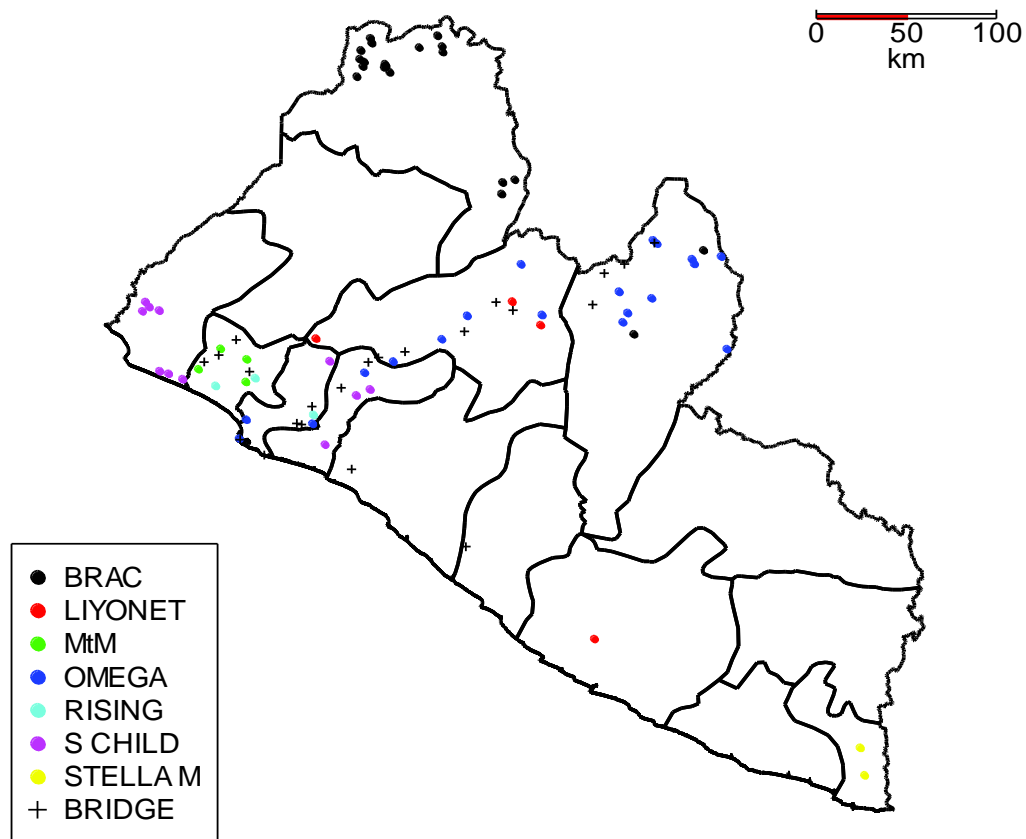 0 50 100
km
BRAC
LIYONET
MtM
OMEGA
RISING
S CHILD
STELLA M
BRIDGE